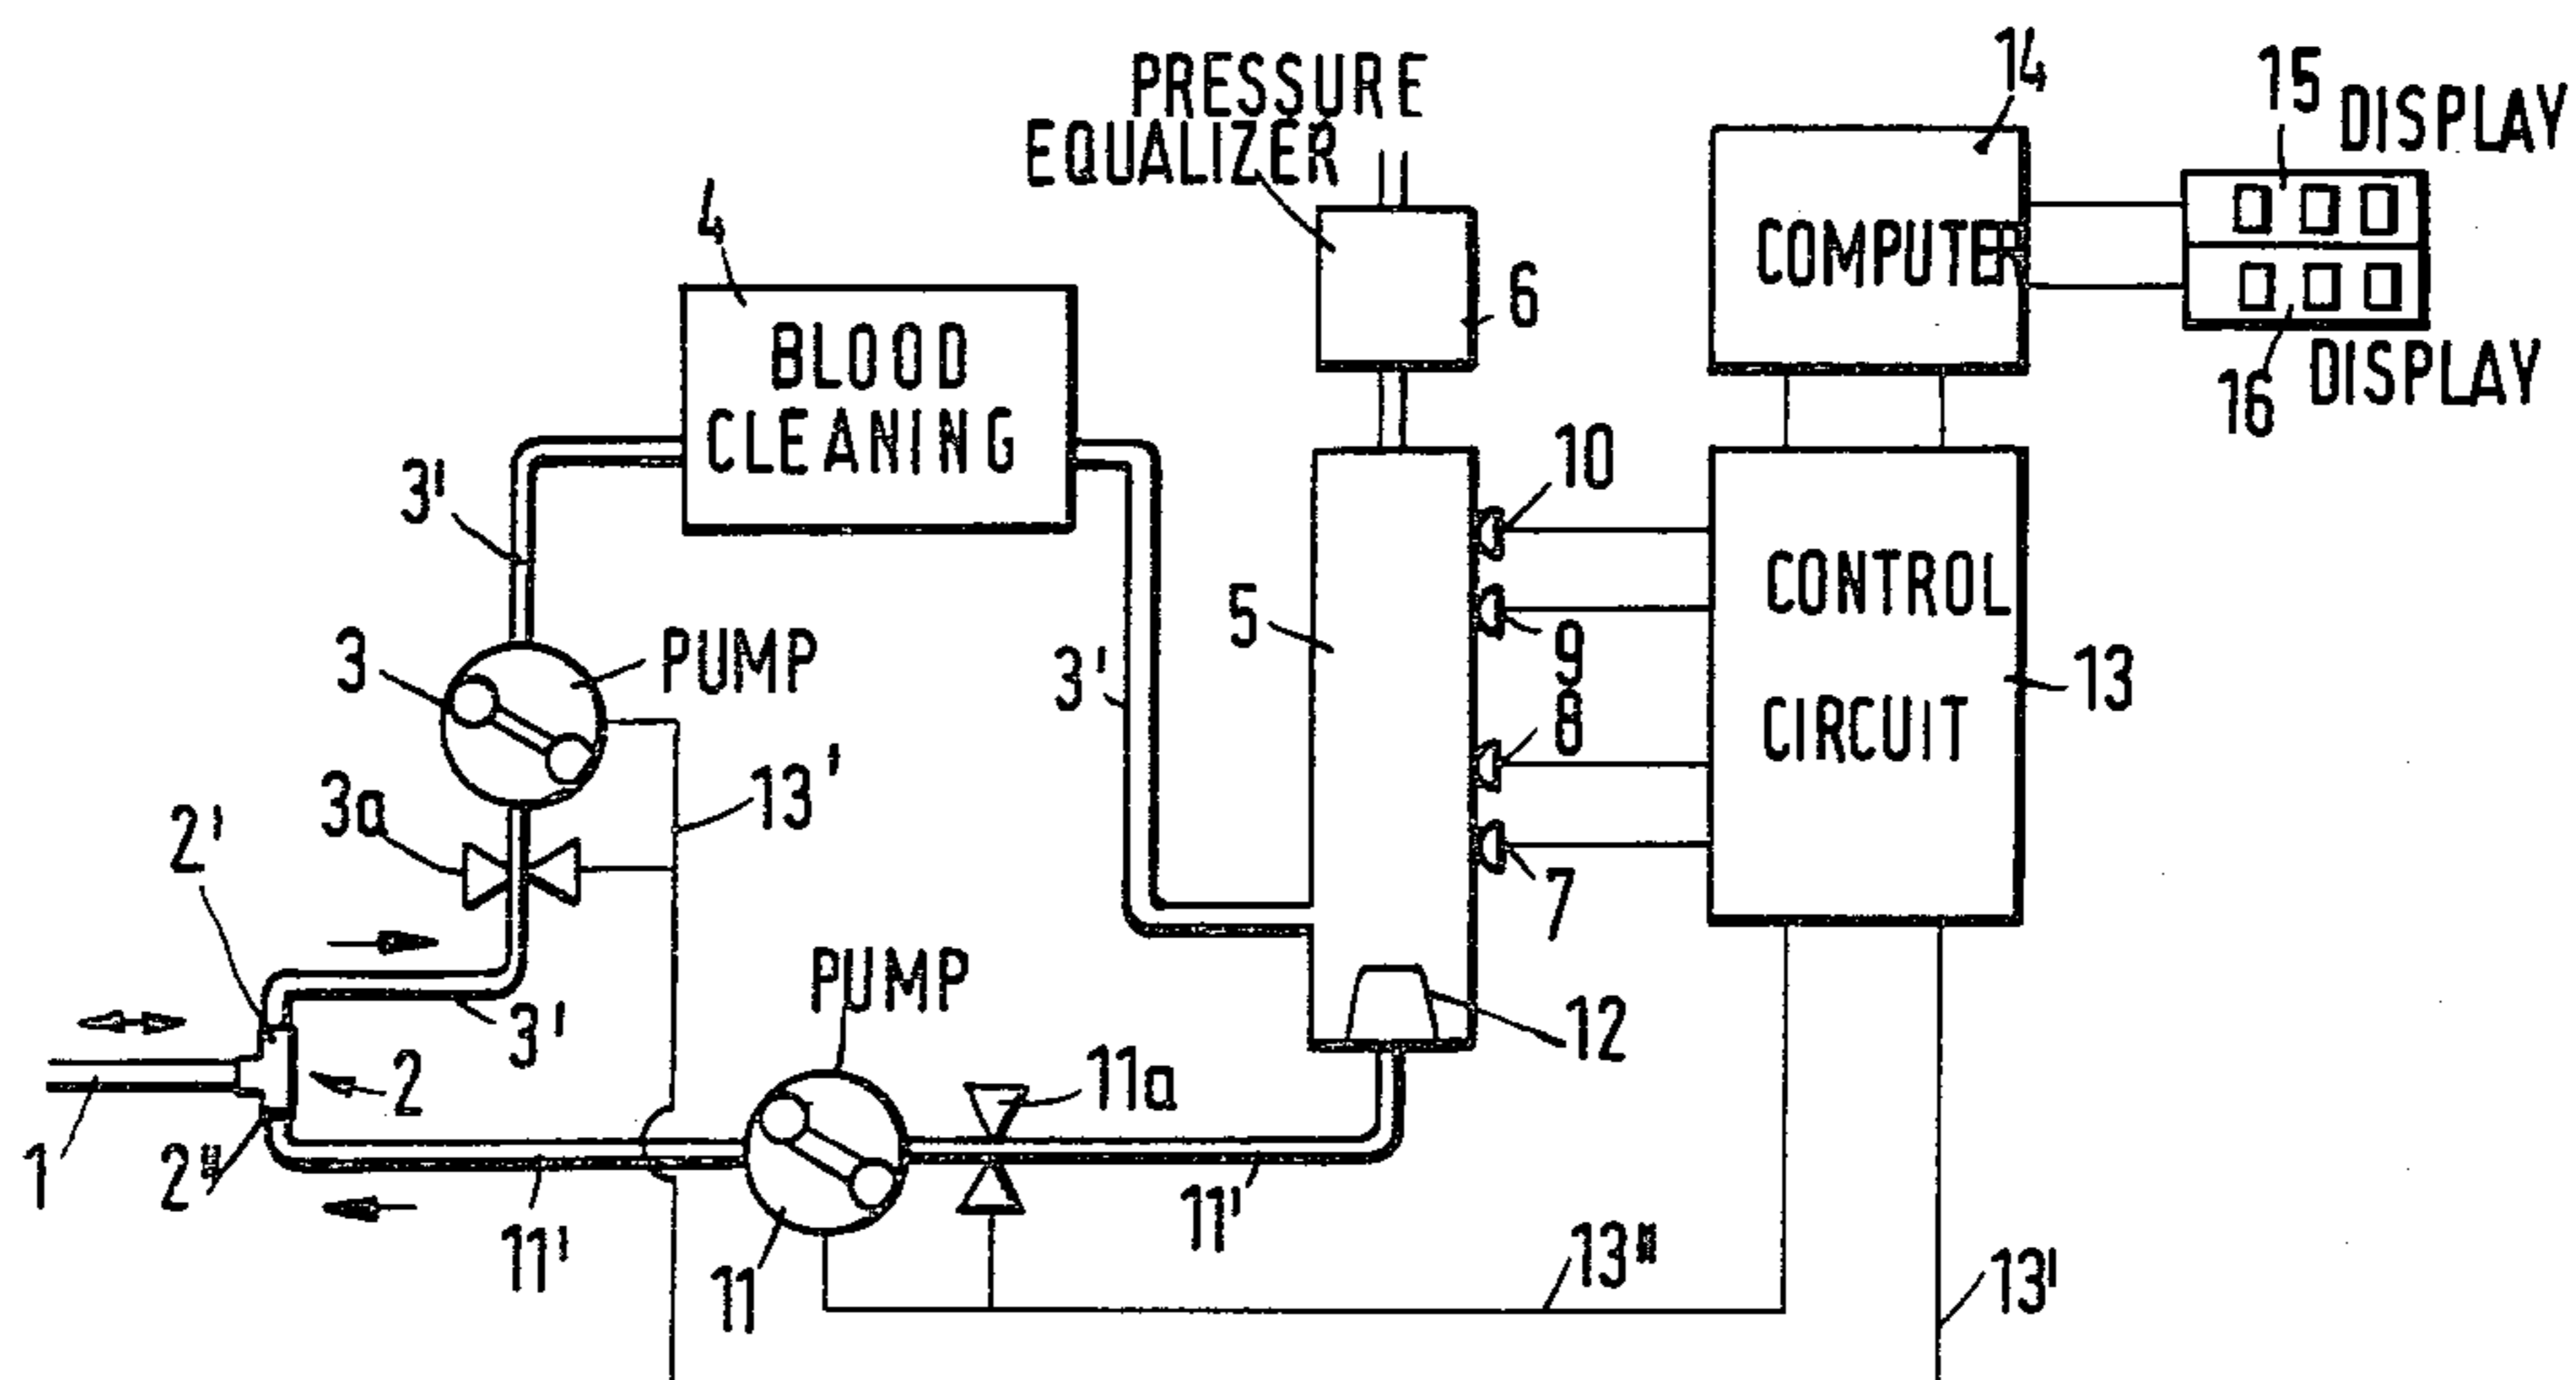 PRESSURE
EQUALIZER
14
15
DISPLAY
4
COMPUTER
6
BLOOD
CLEANING
16
DISPLAY
3'
10
CONTROL
CIRCUIT
5
9
3
PUMP
3'
8
13
3a
13'
2'
7
PUMP
3'
12
2
11a
1
2"
11'
11
11'
13"
13'